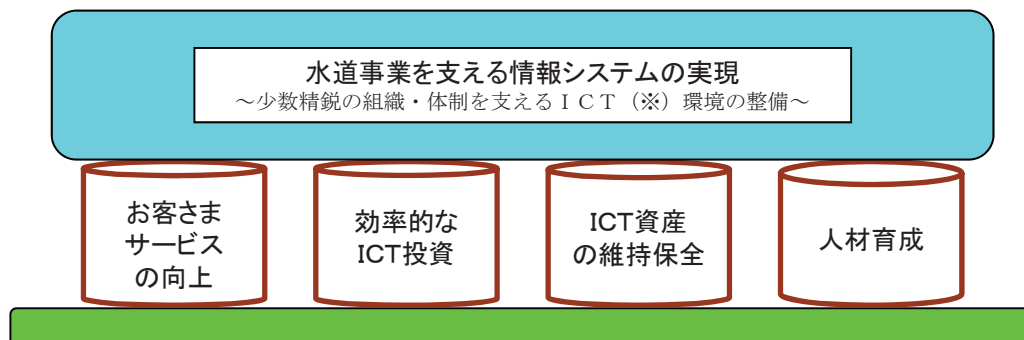 水道事業を支える情報システムの実現
～少数精鋭の組織・体制を支えるＩＣＴ（※）環境の整備～
お客さま
サービス
の向上
効率的な
ICT投資
ICT資産
の維持保全
人材育成